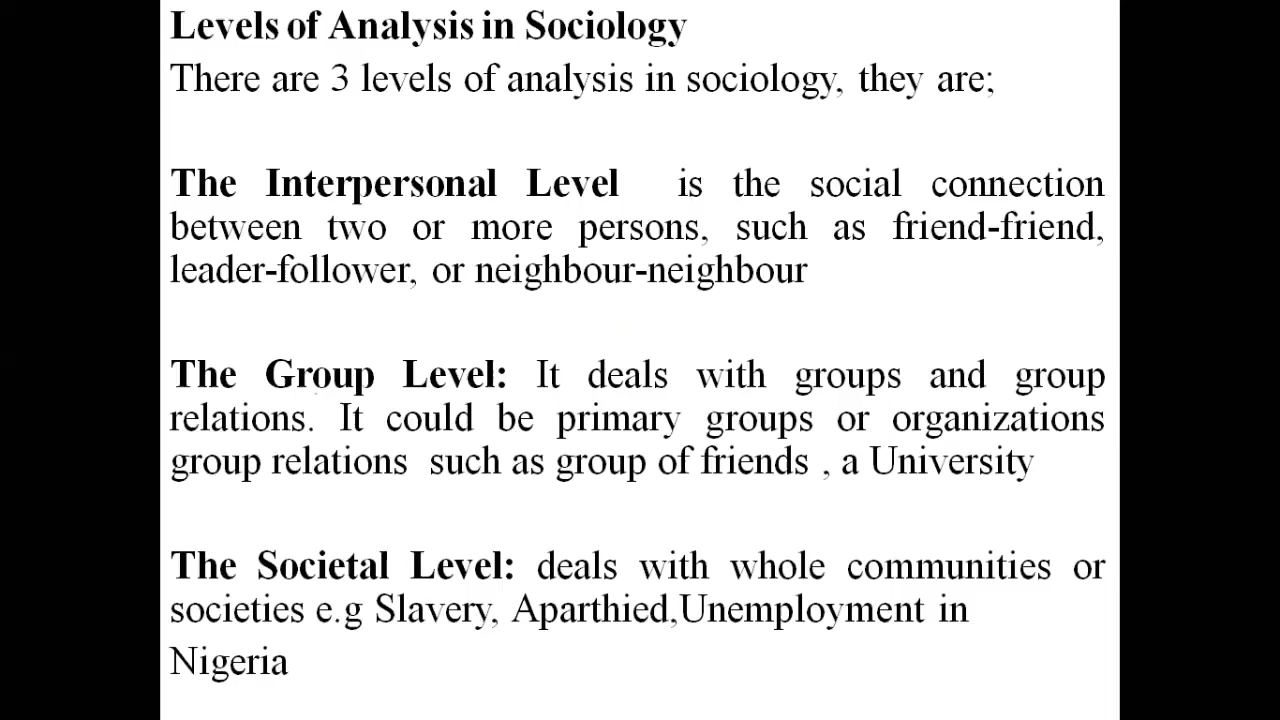 Levels of Analysis in Sociology
There are 3 levels of analysis in sociology, they are;
The Interpersonal Level is the social connection
between two or more persons, such as friend-friend,
leader-follower, or neighbour-neighbour
The Group Level: It deals with groups and group
relations. It could be primary groups or organizations
group relations such as group of friends , a University
The Societal Level: deals with whole communities or
societies e.g Slavery, Aparthied,Unemployment in
Nigeria